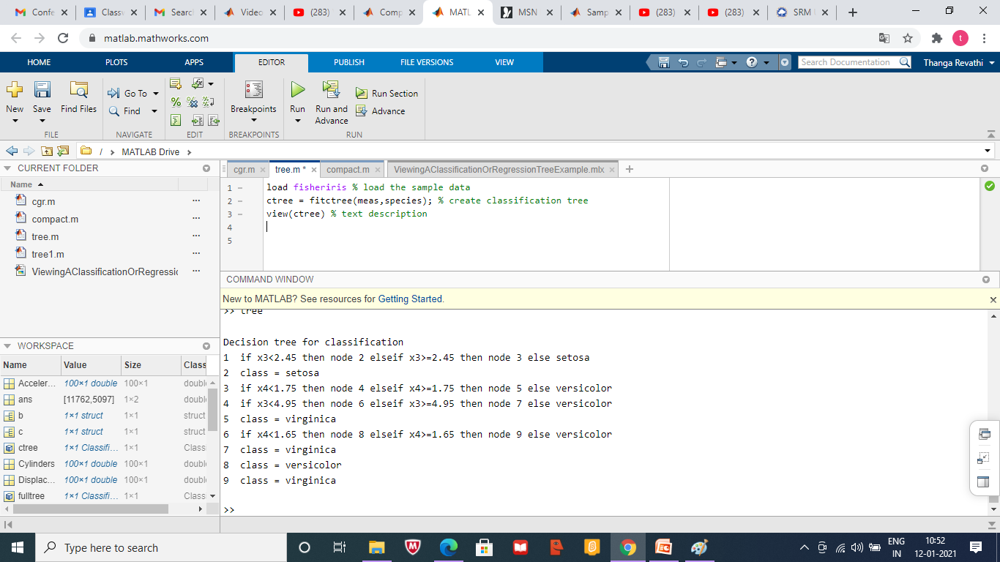 Confe
Classv
Search
Video
(283)
Comp
MATL
MSN
Samp
(283)
(283)
SRM
matlab.mathworks.com
t
HOME PLOTS APPS EDITOR PUBLISH FILE VERSIONS VIEW
Search Documentation
Thanga Revathi
New Save Find Files
FILE
Go To
Find
NAVIGATE
EDIT
Breakpoints
BREAKPOINTS
Run
Run and Advance
Run Section
Advance
RUN
/ MATLAB Drive
CURRENT FOLDER
Name
cgr.m
compact.m
tree.m
tree1.m
ViewingAClassificationOrRegressic
cgr.m × tree.m * × compact.m × ViewingAClassificationOrRegressionTreeExample.mlx × +
1 – load fisheriris % load the sample data
2 – ctree = fitctree(meas,species); % create classification tree
3 – view(ctree) % text description
4
5
COMMAND WINDOW
New to MATLAB? See resources for Getting Started.
>> tree
Decision tree for classification
1 if x3<2.45 then node 2 elseif x3>=2.45 then node 3 else setosa
2 class = setosa
3 if x4<1.75 then node 4 elseif x4>=1.75 then node 5 else versicolor
4 if x3<4.95 then node 6 elseif x3>=4.95 then node 7 else versicolor
5 class = virginica
6 if x4<1.65 then node 8 elseif x4>=1.65 then node 9 else versicolor
7 class = virginica
8 class = versicolor
9 class = virginica
>>
WORKSPACE
Name Value Size Class
Acceler... 100×1 double 100×1 double
ans [11762,5097] 1×2 double
b 1×1 struct 1×1 struct
c 1×1 struct 1×1 struct
ctree 1×1 Classifi... 1×1 Class
Cylinders 100×1 double 100×1 double
Displac... 100×1 double 100×1 double
fulltree 1×1 Classifi... 1×1 Class
Type here to search
ENG
IN
10:52
12-01-2021